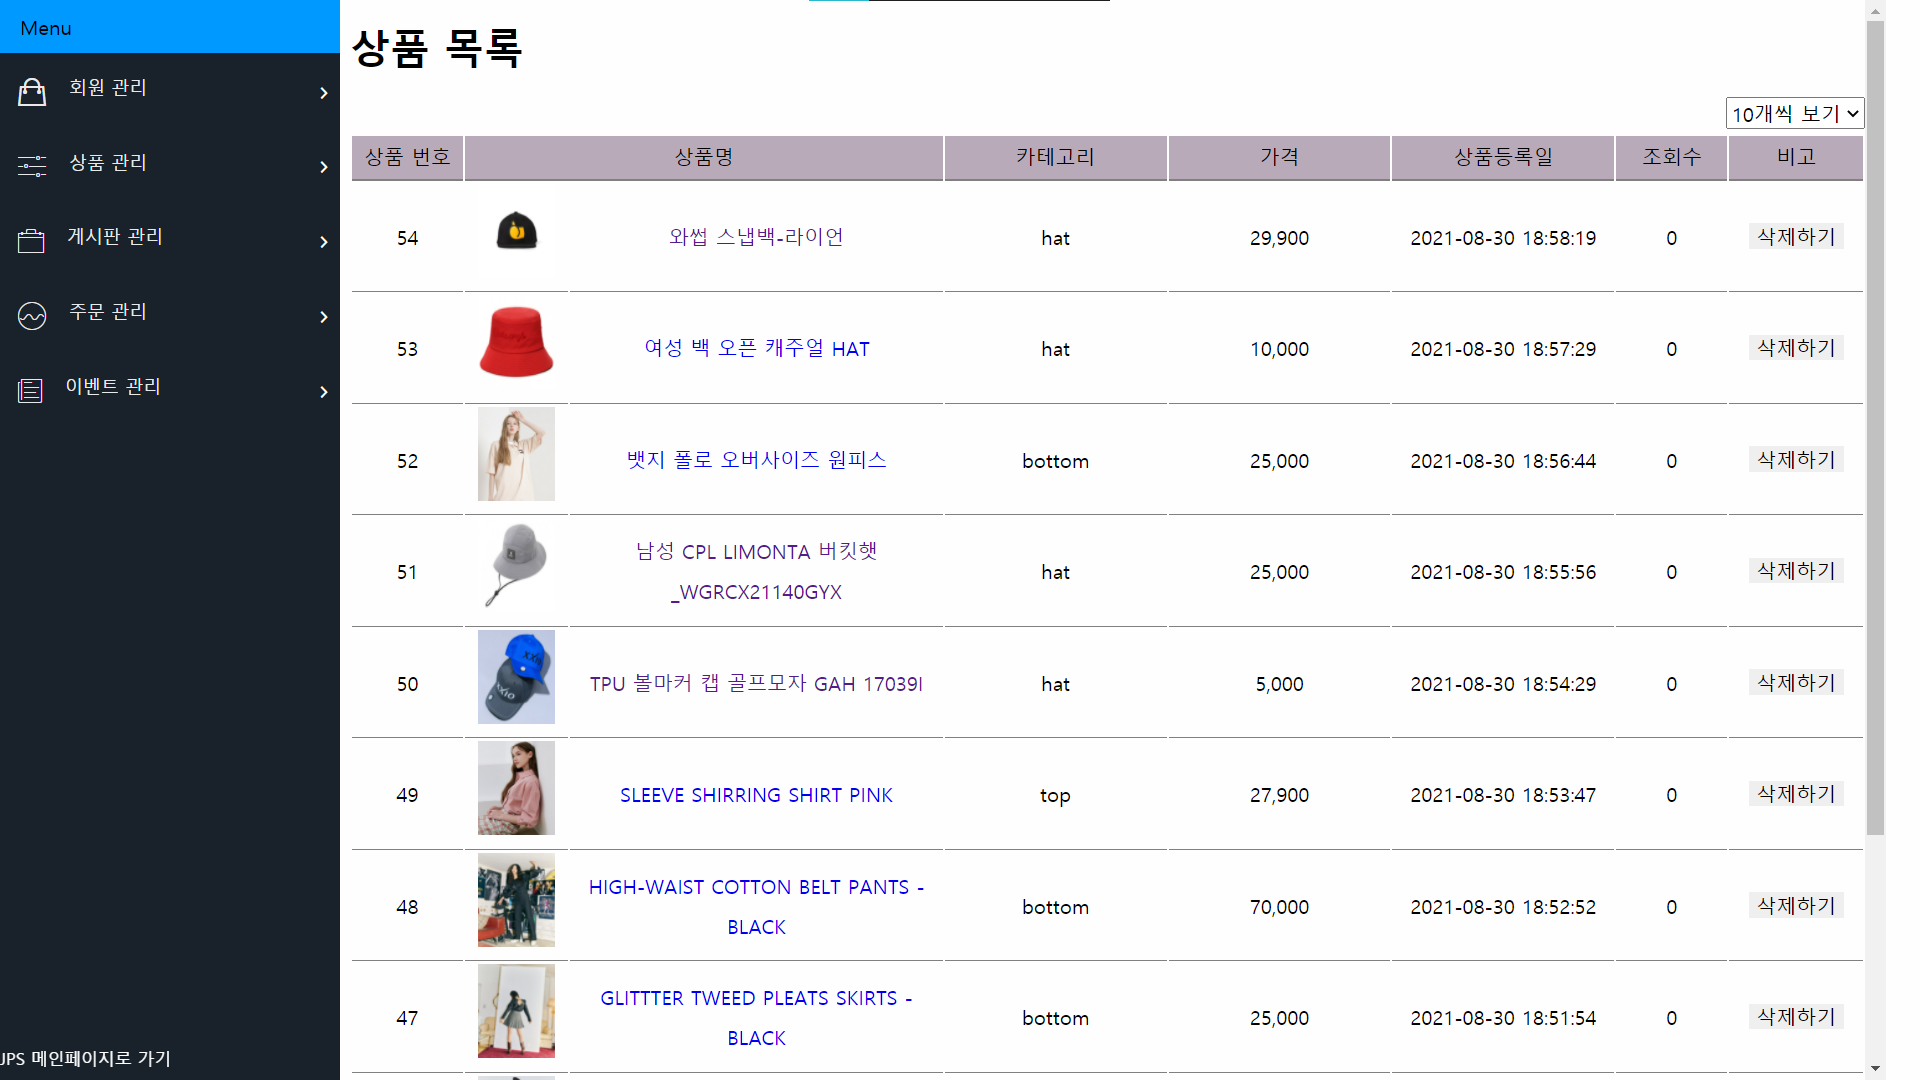 Menu
회원 관리
상품 관리
게시판 관리
주문 관리
이벤트 관리
JPS 메인페이지로 가기
상품 목록
10개씩 보기
상품 번호 상품명 카테고리 가격 상품등록일 조회수 비고
54 와썹 스냅백-라이언 hat 29,900 2021-08-30 18:58:19 0 삭제하기
53 여성 백 오픈 캐주얼 HAT hat 10,000 2021-08-30 18:57:29 0 삭제하기
52 뱃지 폴로 오버사이즈 원피스 bottom 25,000 2021-08-30 18:56:44 0 삭제하기
남성 CPL LIMONTA 버킷햇
51 hat 25,000 2021-08-30 18:55:56 0 삭제하기
_WGRCX21140GYX
50 TPU 볼마커 캡 골프모자 GAH 17039I hat 5,000 2021-08-30 18:54:29 0 삭제하기
49 SLEEVE SHIRRING SHIRT PINK top 27,900 2021-08-30 18:53:47 0 삭제하기
HIGH-WAIST COTTON BELT PANTS -
48 bottom 70,000 2021-08-30 18:52:52 0 삭제하기
BLACK
GLITTTER TWEED PLEATS SKIRTS -
47 bottom 25,000 2021-08-30 18:51:54 0 삭제하기
BLACK